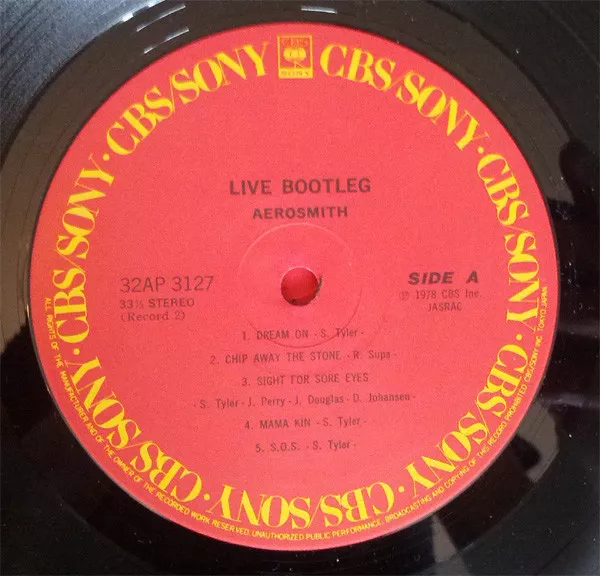 CBS/SONY · CBS/SONY · CBS/SONY · CBS/SONY · CBS/SONY · CBS/SONY · CBS/SONY · CBS/SONY
LIVE BOOTLEG
AEROSMITH
32AP 3127
33⅓ STEREO
(Record 2)
SIDE A
Ⓟ 1978 CBS Inc.
JASRAC
1. DREAM ON - S. Tyler -
2. CHIP AWAY THE STONE - R. Supa -
3. SIGHT FOR SORE EYES
- S. Tyler - J. Perry - J. Douglas - D. Johansen -
4. MAMA KIN - S. Tyler -
5. S.O.S. - S. Tyler -
ALL RIGHTS OF THE MANUFACTURER AND OF THE OWNER OF THE RECORDED WORK RESERVED. UNAUTHORIZED PUBLIC PERFORMANCE, BROADCASTING AND COPYING OF THIS RECORD PROHIBITED CBS/SONY INC. TOKYO JAPAN